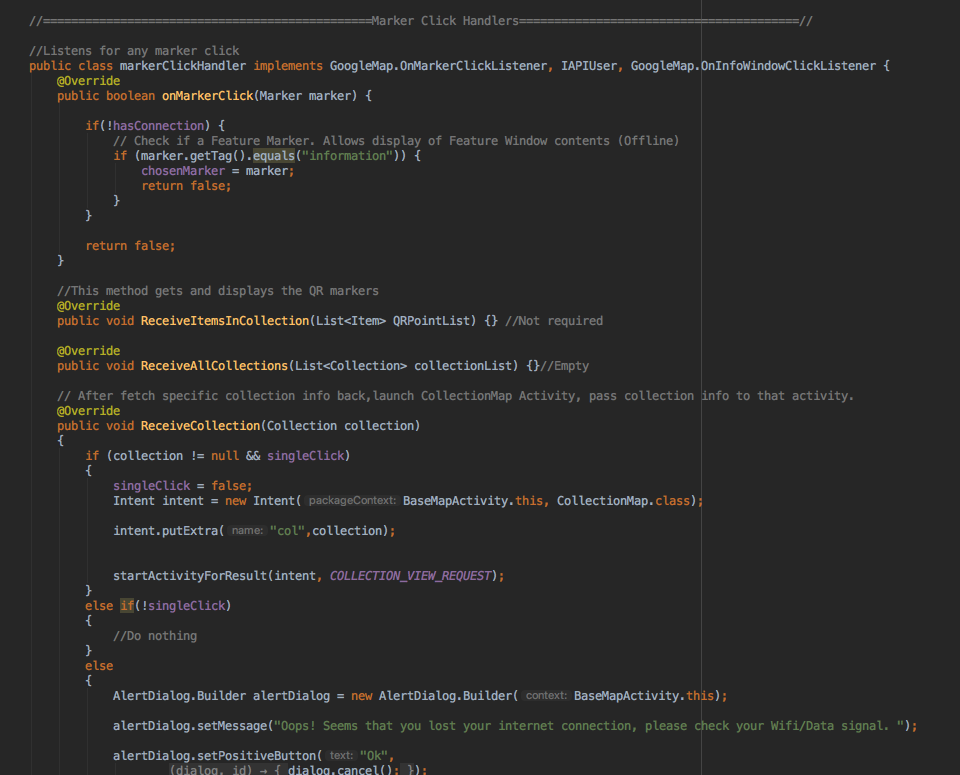 //===============================================Marker Click Handlers========================================//
//Listens for any marker click
public class markerClickHandler implements GoogleMap.OnMarkerClickListener, IAPIUser, GoogleMap.OnInfoWindowClickListener {
@Override
public boolean onMarkerClick(Marker marker) {
if(!hasConnection) {
// Check if a Feature Marker. Allows display of Feature Window contents (Offline)
if (marker.getTag().equals("information")) {
chosenMarker = marker;
return false;
}
}
return false;
}
//This method gets and displays the QR markers
@Override
public void ReceiveItemsInCollection(List<Item> QRPointList) {} //Not required
@Override
public void ReceiveAllCollections(List<Collection> collectionList) {}//Empty
// After fetch specific collection info back,launch CollectionMap Activity, pass collection info to that activity.
@Override
public void ReceiveCollection(Collection collection)
{
if (collection != null && singleClick)
{
singleClick = false;
Intent intent = new Intent( packageContext: BaseMapActivity.this, CollectionMap.class);
intent.putExtra( name: "col",collection);
startActivityForResult(intent, COLLECTION_VIEW_REQUEST);
}
else if(!singleClick)
{
//Do nothing
}
else
{
AlertDialog.Builder alertDialog = new AlertDialog.Builder( context: BaseMapActivity.this);
alertDialog.setMessage("Oops! Seems that you lost your internet connection, please check your Wifi/Data signal. ");
alertDialog.setPositiveButton( text: "Ok",
(dialog, id) → { dialog.cancel(); });